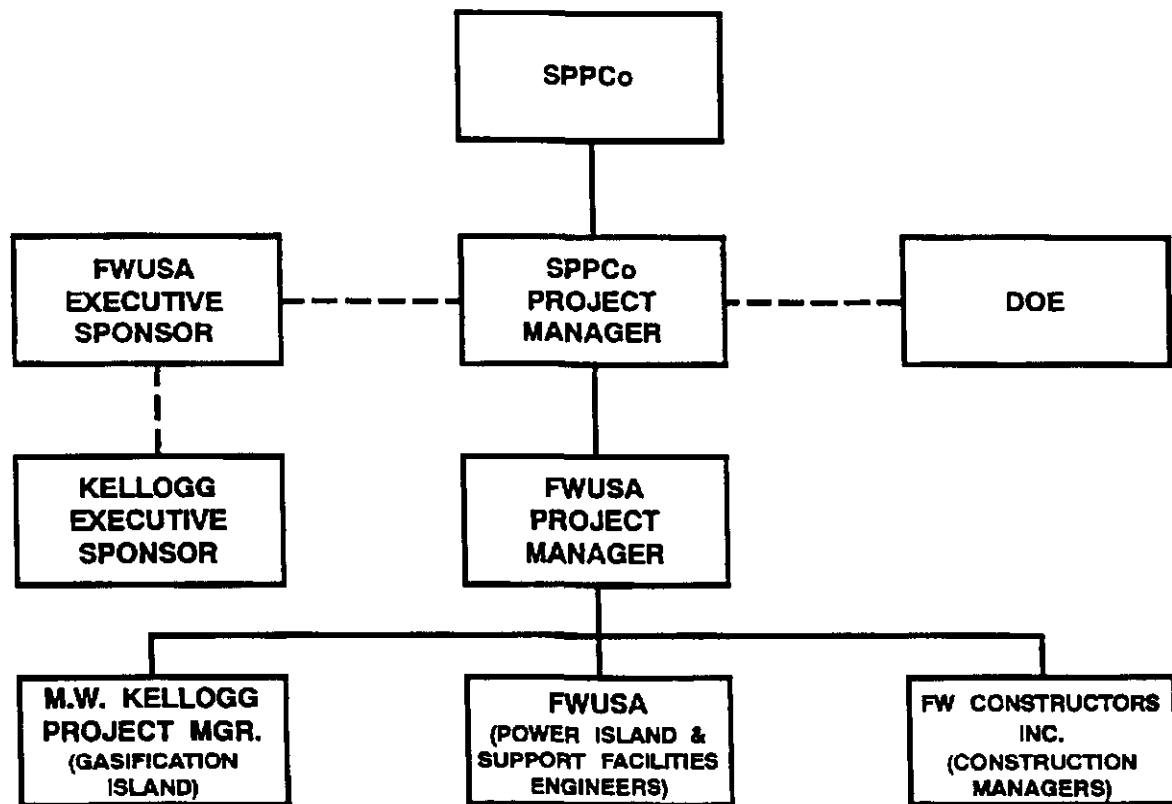 SPPCo
FWUSA
EXECUTIVE
SPONSOR
SPPCo
PROJECT
MANAGER
DOE
KELLOGG
EXECUTIVE
SPONSOR
FWUSA
PROJECT
MANAGER
M.W. KELLOGG
PROJECT MGR.
(GASIFICATION
ISLAND)
FWUSA
(POWER ISLAND &
SUPPORT FACILITIES
ENGINEERS)
FW CONSTRUCTORS
INC.
(CONSTRUCTION
MANAGERS)